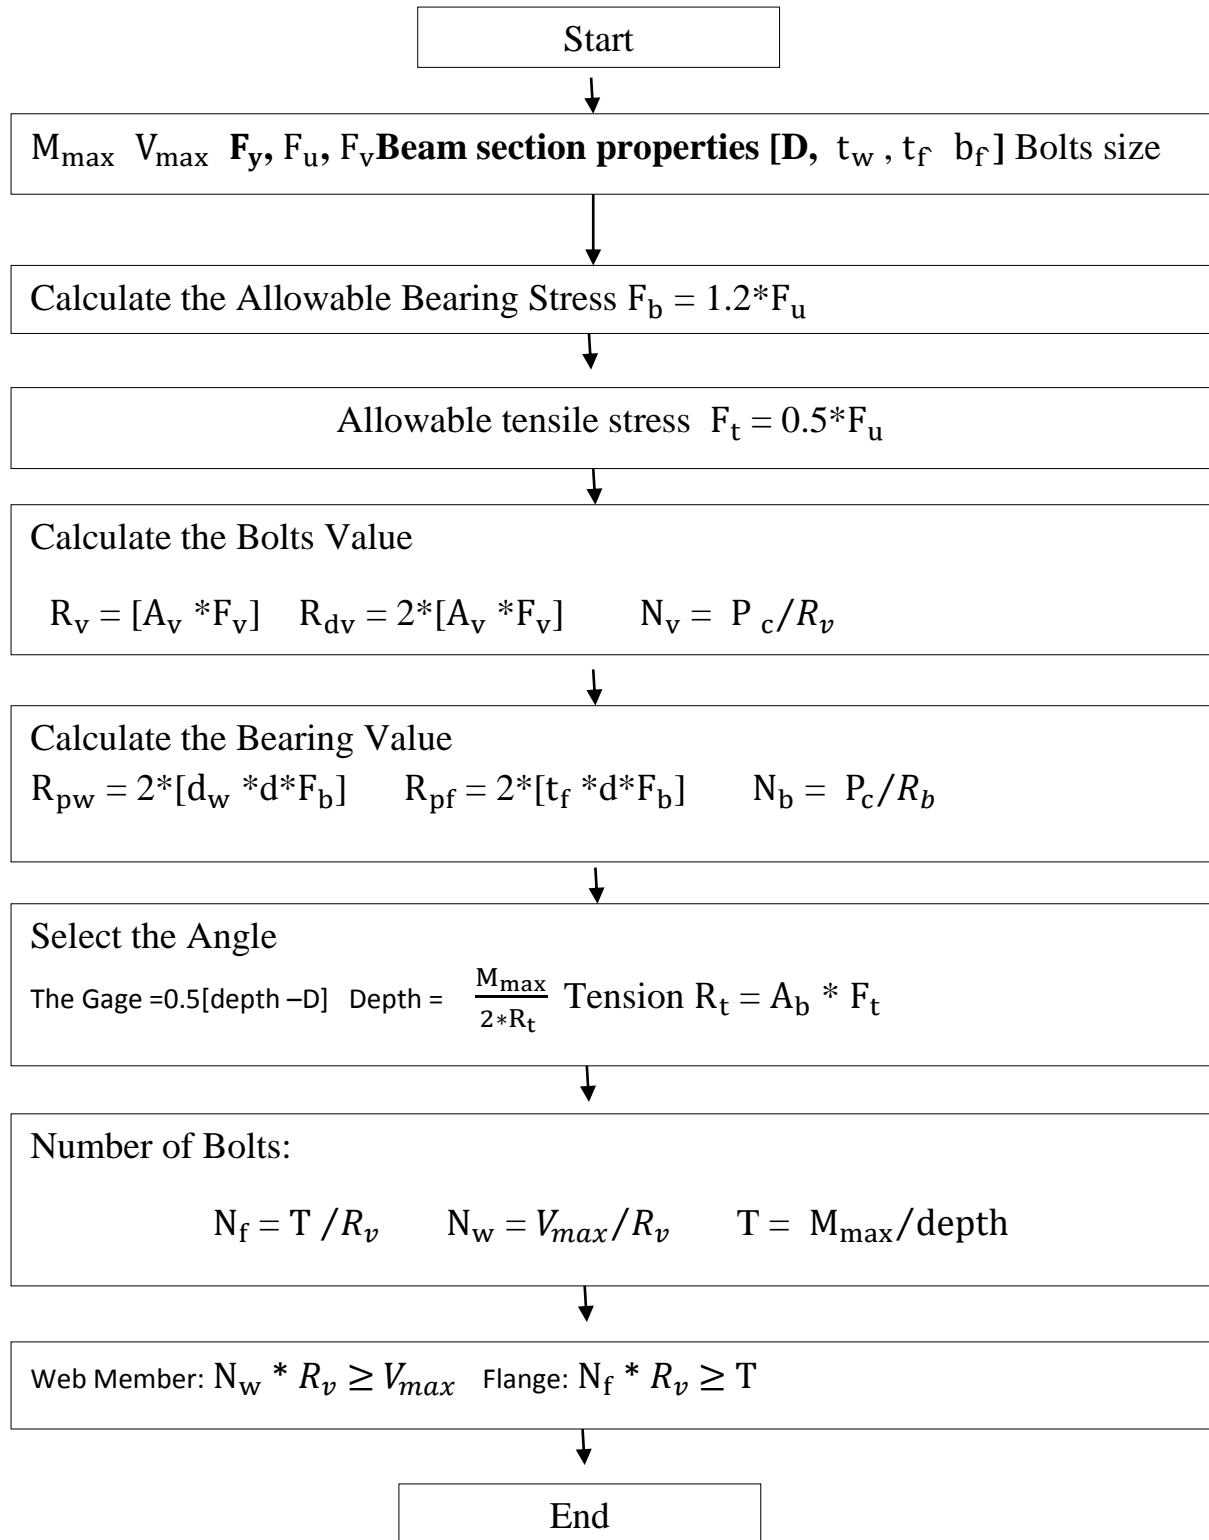 Start
M_max V_max F_y, F_u, F_v Beam section properties [D, t_w , t_f b_f] Bolts size
Calculate the Allowable Bearing Stress F_b = 1.2*F_u
Allowable tensile stress F_t = 0.5*F_u
Calculate the Bolts Value
R_v = [A_v *F_v] R_dv = 2*[A_v *F_v] N_v = P_c/R_v
Calculate the Bearing Value
R_pw = 2*[d_w *d*F_b] R_pf = 2*[t_f *d*F_b] N_b = P_c/R_b
Select the Angle
The Gage =0.5[depth –D] Depth = M_max/2*R_t Tension R_t = A_b * F_t
Number of Bolts:
N_f = T /R_v N_w = V_max/R_v T = M_max/depth
Web Member: N_w * R_v ≥ V_max Flange: N_f * R_v ≥ T
End